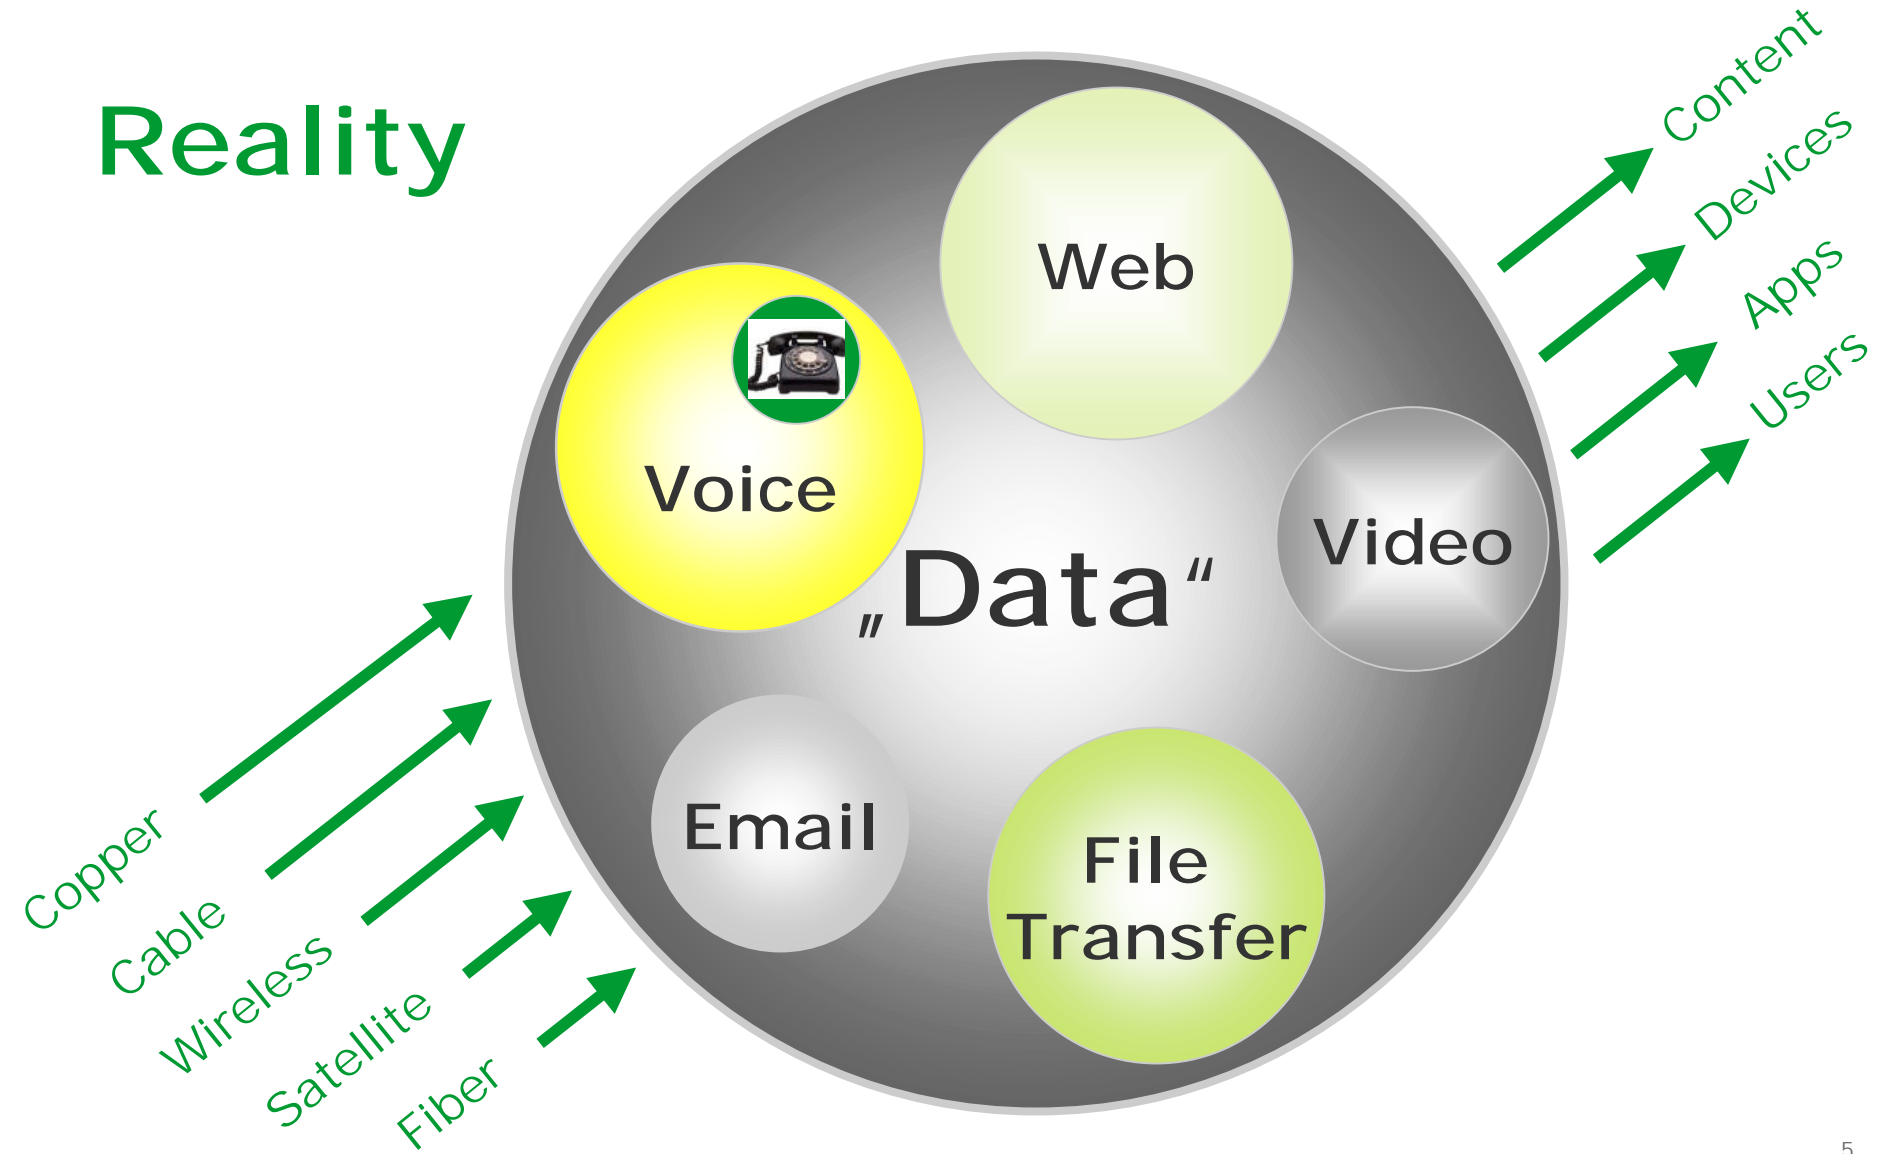 Reality
Content
Devices
Apps
Users
Web
Voice
Video
„Data“
Email
File
Transfer
Copper
Cable
Wireless
Satellite
Fiber
5